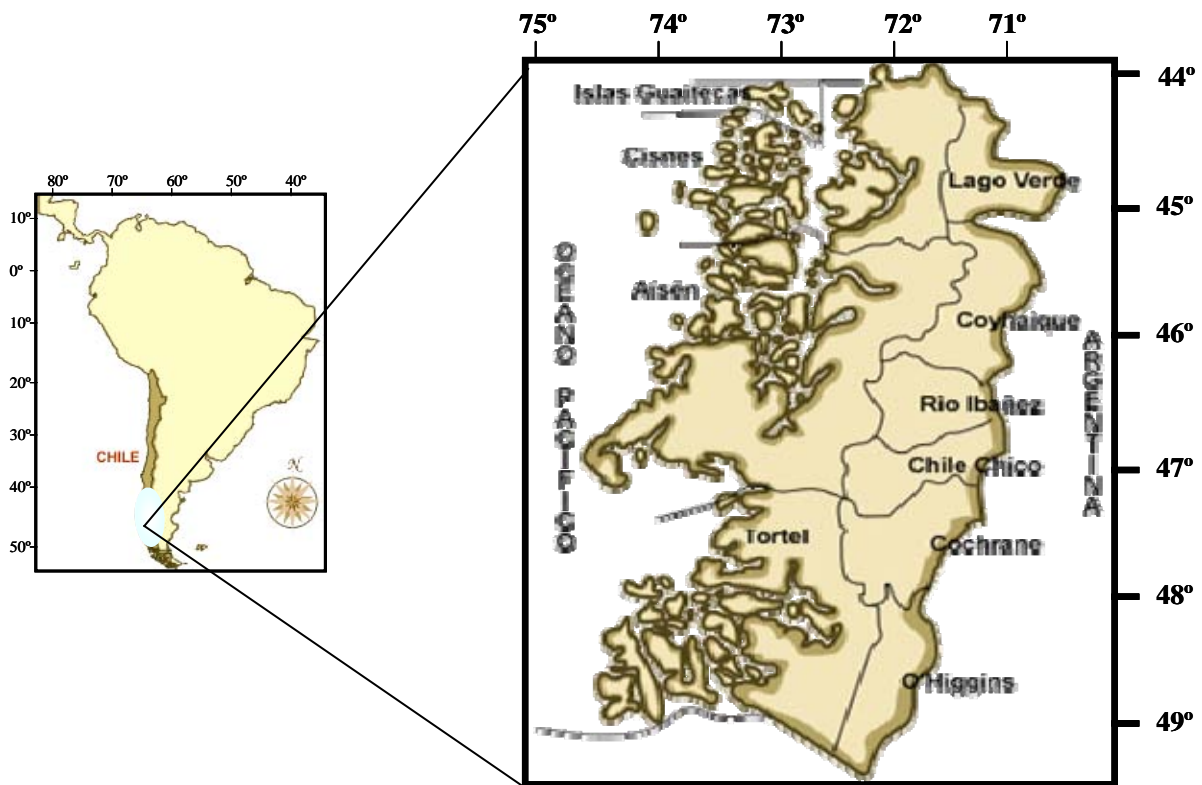 75º 74º 73º 72º 71º
44º
Islas Guaitecas
Cisnes
80º 70º 60º 50º 40º
Lago Verde
45º
10º
OCEANO PACIFICO
0º
Aisén
Coyhaique
10º
46º
ARGENTINA
20º
Rio Ibañez
30º
CHILE
N
Chile Chico
47º
40º
Tortel
Cochrane
50º
48º
O'Higgins
49º